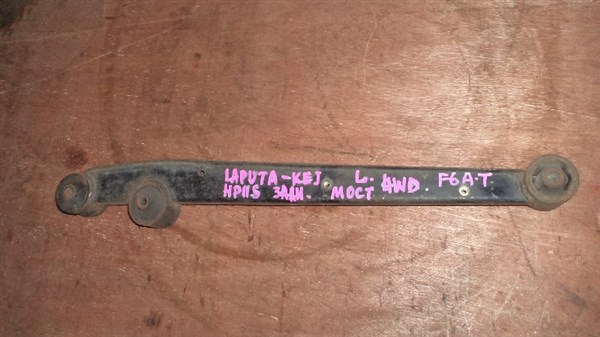 LAPUTA-KEJ L. 4WD. F6A.T
HP11S ЗАДН. МОСТ